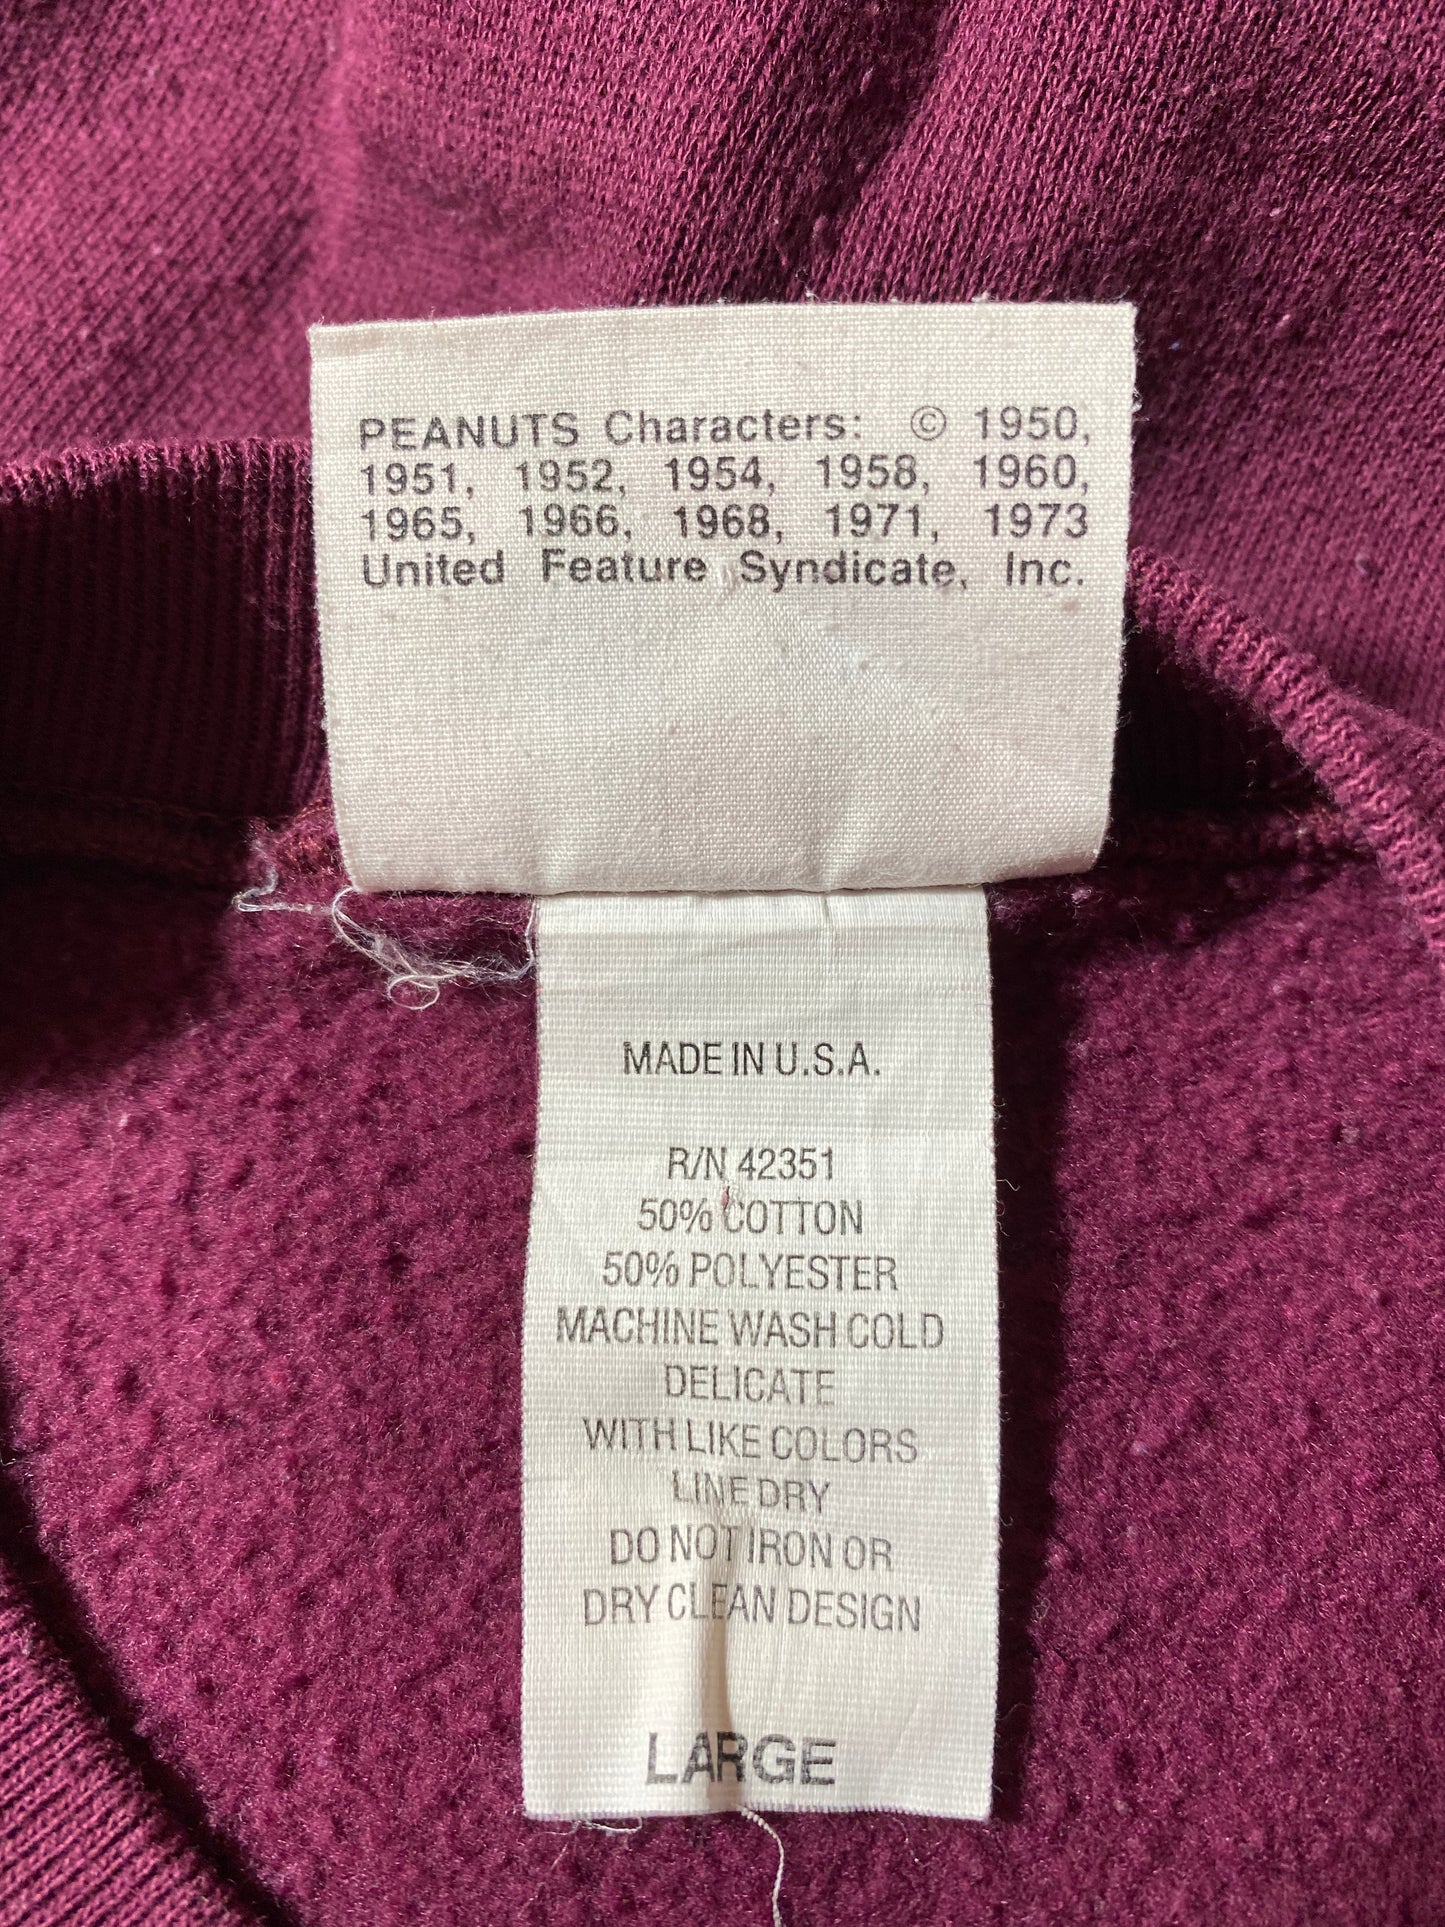 PEANUTS Characters: © 1950,
1951, 1952, 1954, 1958, 1960,
1965, 1966, 1968, 1971, 1973
United Feature Syndicate, Inc.
MADE IN U.S.A.
R/N 42351
50% COTTON
50% POLYESTER
MACHINE WASH COLD
DELICATE
WITH LIKE COLORS
LINE DRY
DO NOT IRON OR
DRY CLEAN DESIGN
LARGE